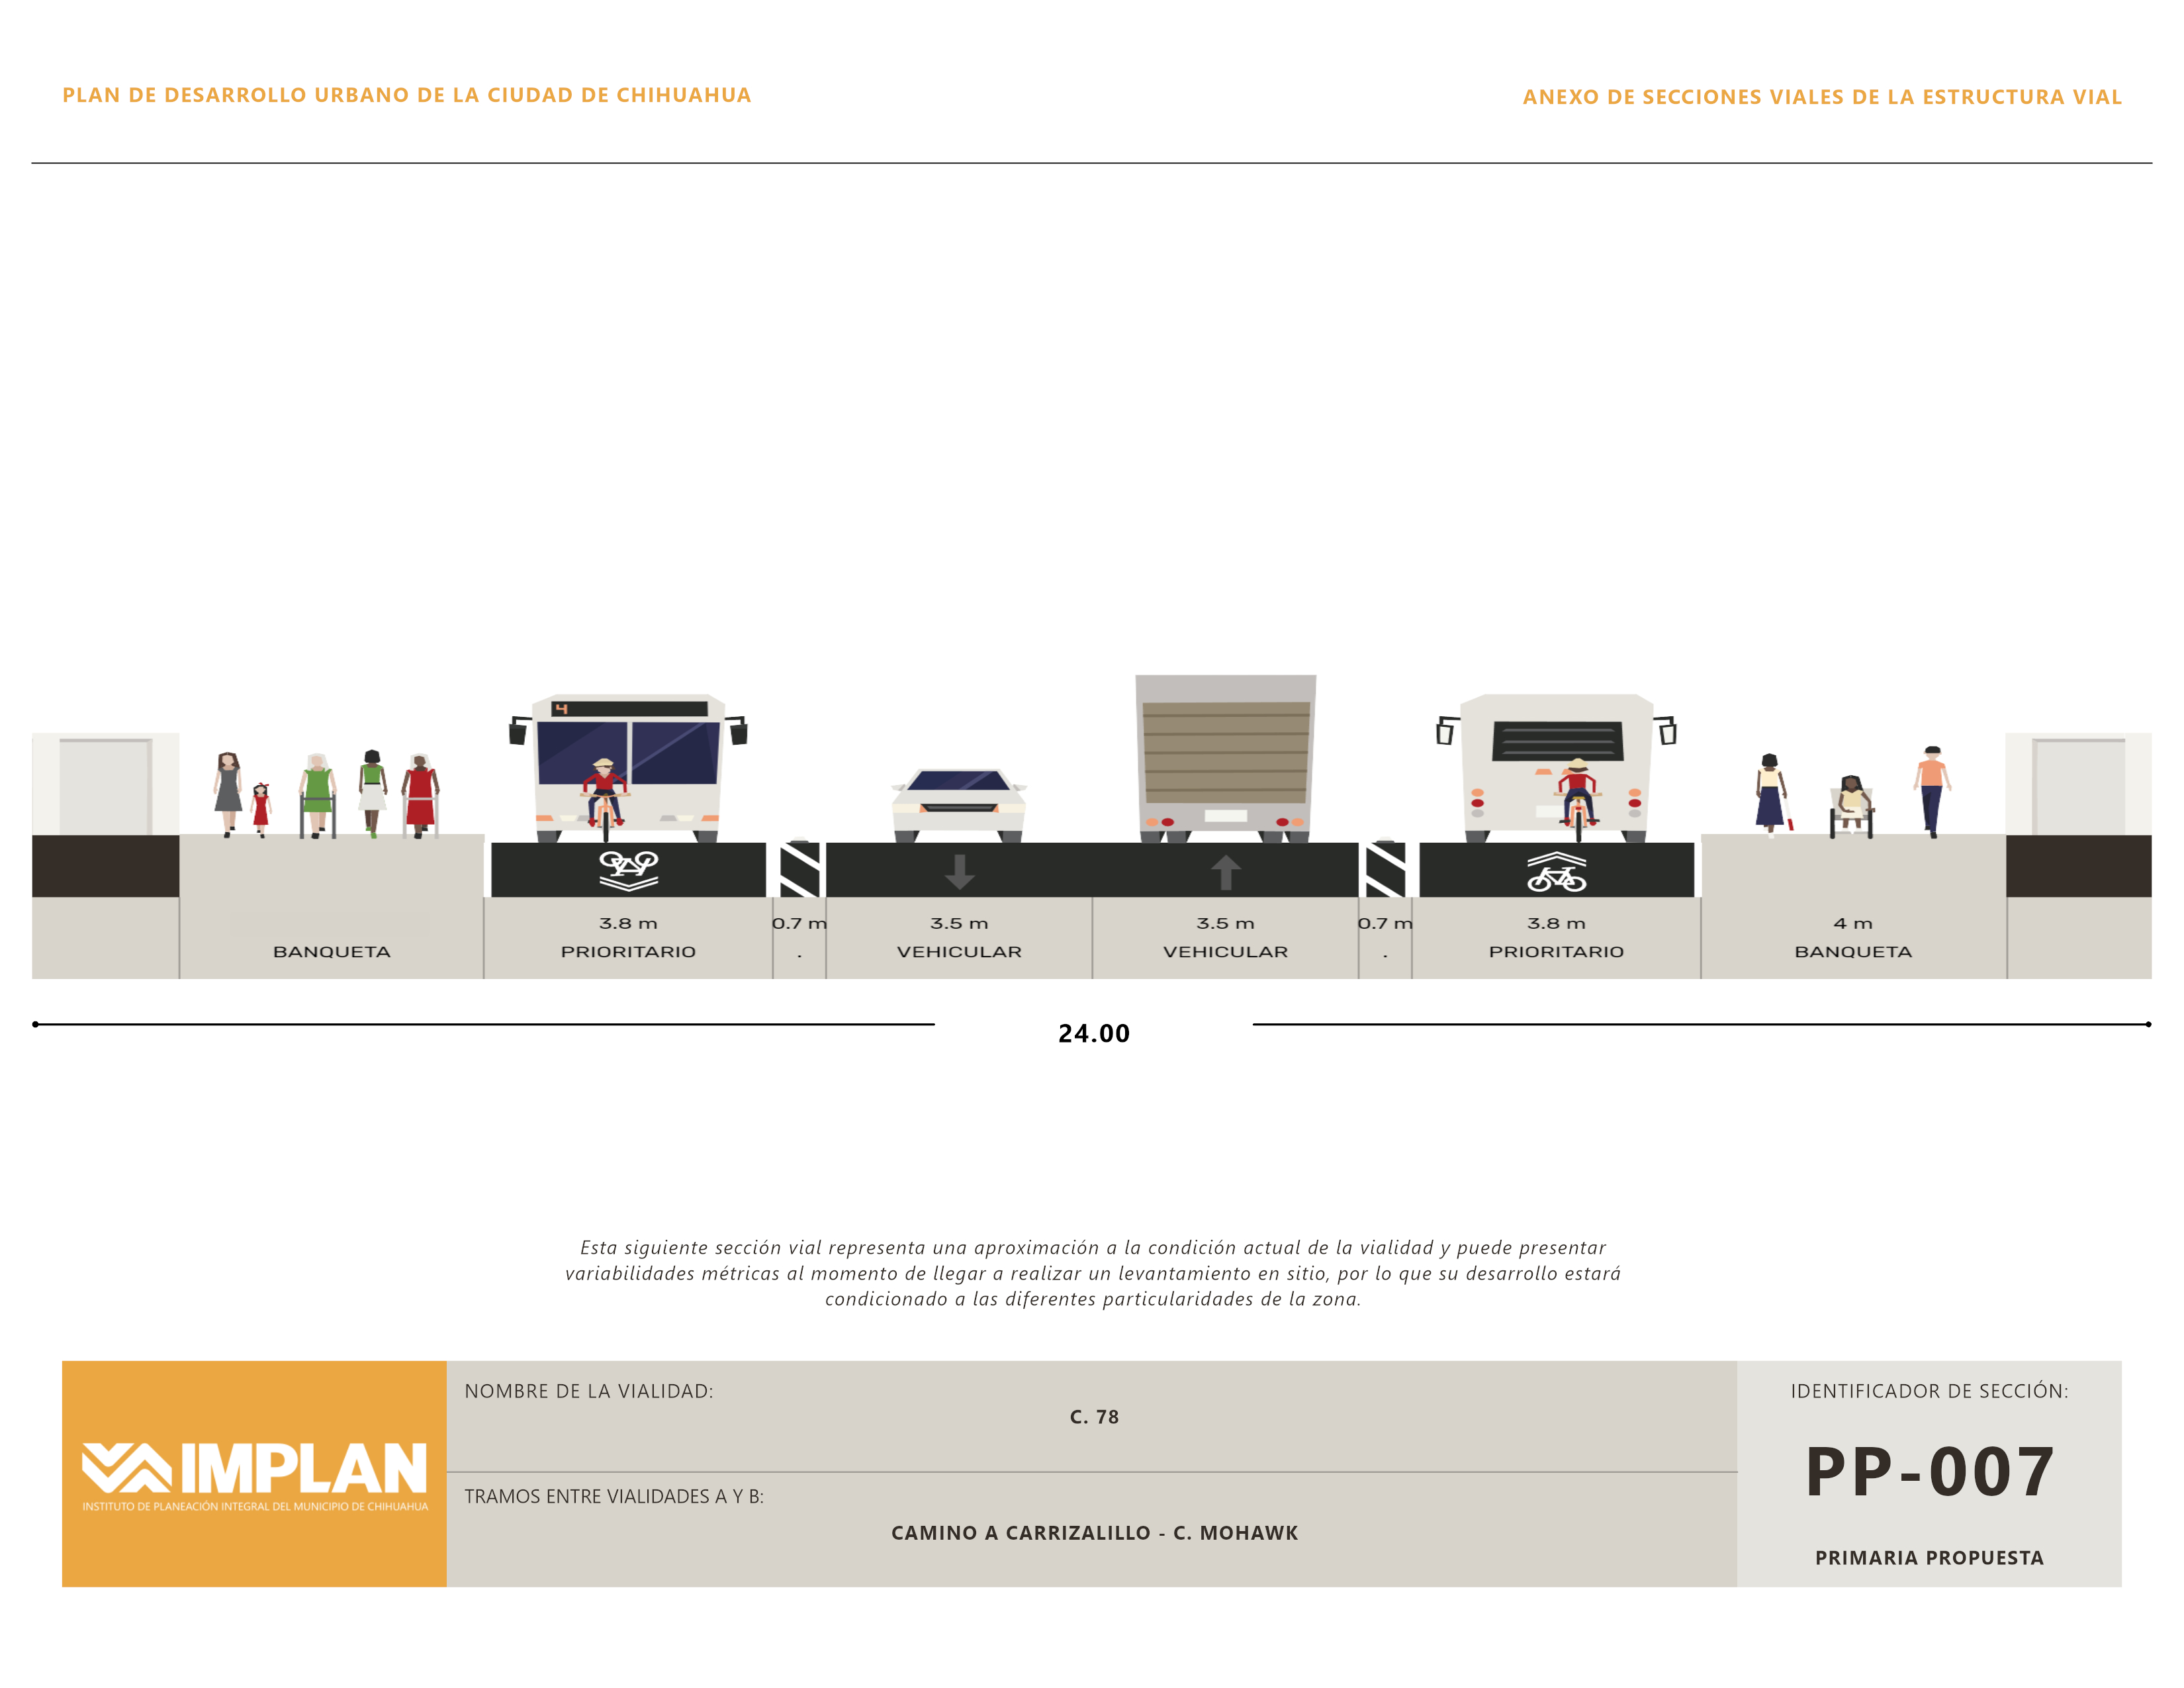 PLAN DE DESARROLLO URBANO DE LA CIUDAD DE CHIHUAHUA
ANEXO DE SECCIONES VIALES DE LA ESTRUCTURA VIAL
4
3.8 m 0.7 m 3.5 m 3.5 m 0.7 m 3.8 m 4 m
BANQUETA PRIORITARIO . VEHICULAR VEHICULAR . PRIORITARIO BANQUETA
24.00
Esta siguiente sección vial representa una aproximación a la condición actual de la vialidad y puede presentar
variabilidades métricas al momento de llegar a realizar un levantamiento en sitio, por lo que su desarrollo estará
condicionado a las diferentes particularidades de la zona.
IMPLAN
INSTITUTO DE PLANEACIÓN INTEGRAL DEL MUNICIPIO DE CHIHUAHUA
NOMBRE DE LA VIALIDAD:
C. 78
TRAMOS ENTRE VIALIDADES A Y B:
CAMINO A CARRIZALILLO - C. MOHAWK
IDENTIFICADOR DE SECCIÓN:
PP-007
PRIMARIA PROPUESTA